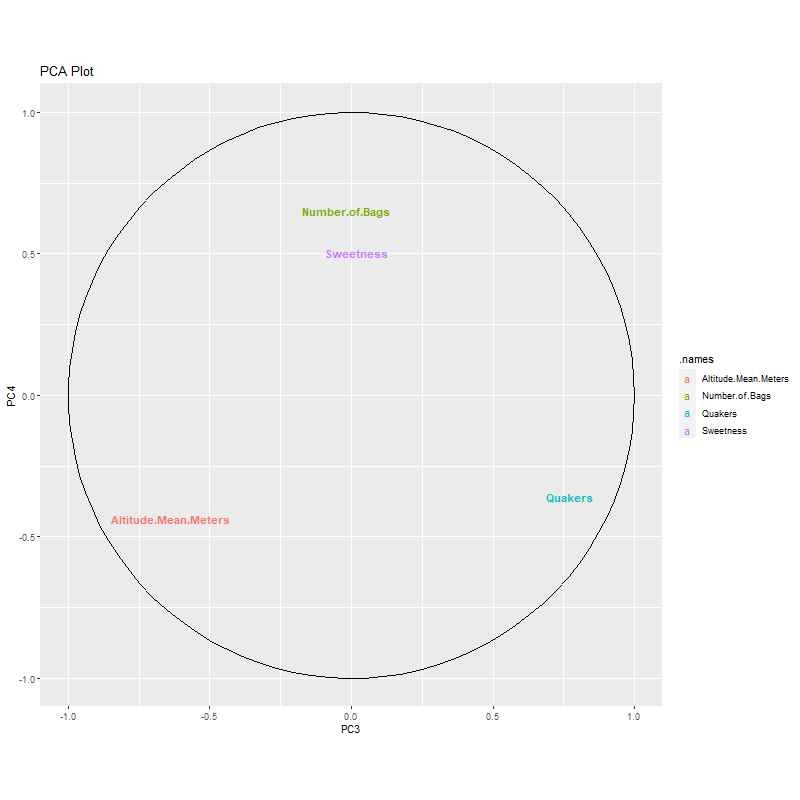 PCA Plot
1.0
Number.of.Bags
0.5
Sweetness
.names
a Altitude.Mean.Meters
PC4
0.0
a Number.of.Bags
a Quakers
a Sweetness
Quakers
Altitude.Mean.Meters
-0.5
-1.0
-1.0 -0.5 0.0 0.5 1.0
PC3